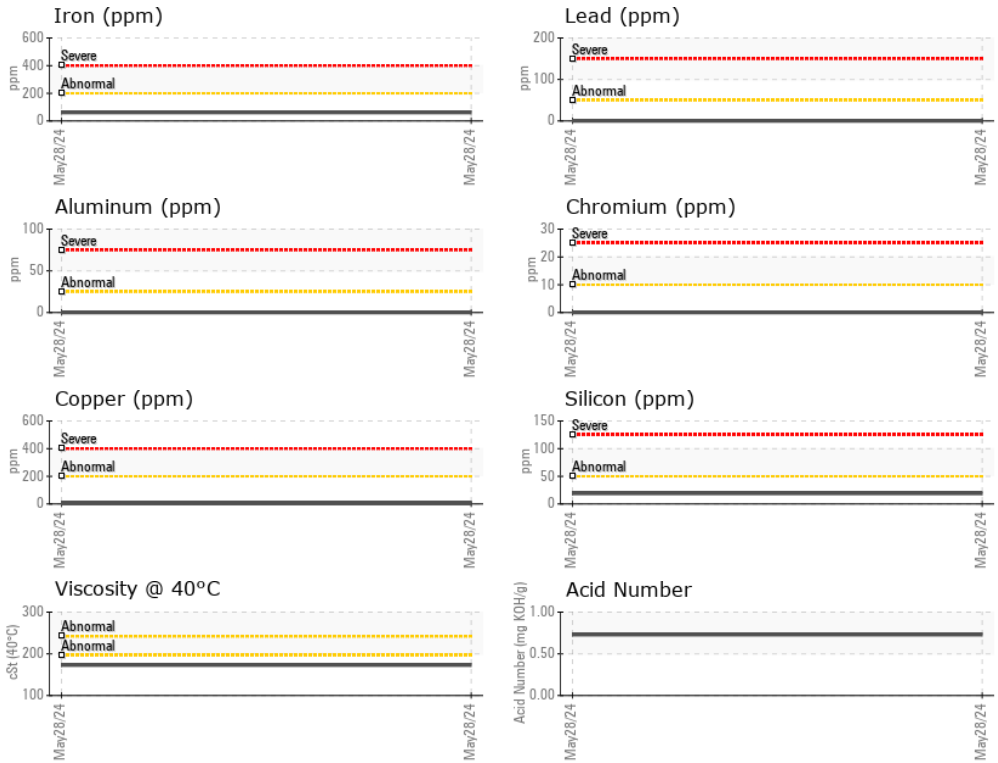 Iron (ppm)
600
400
200
0
ppm
Severe
Abnormal
May28/24
May28/24
Lead (ppm)
200
100
0
ppm
Severe
Abnormal
May28/24
May28/24
Aluminum (ppm)
100
50
0
ppm
Severe
Abnormal
May28/24
May28/24
Chromium (ppm)
30
20
10
0
ppm
Severe
Abnormal
May28/24
May28/24
Copper (ppm)
600
400
200
0
ppm
Severe
Abnormal
May28/24
May28/24
Silicon (ppm)
150
100
50
0
ppm
Severe
Abnormal
May28/24
May28/24
Viscosity @ 40°C
300
200
100
cSt (40°C)
Abnormal
Abnormal
May28/24
May28/24
Acid Number
1.00
0.50
0.00
Acid Number (mg KOH/g)
May28/24
May28/24